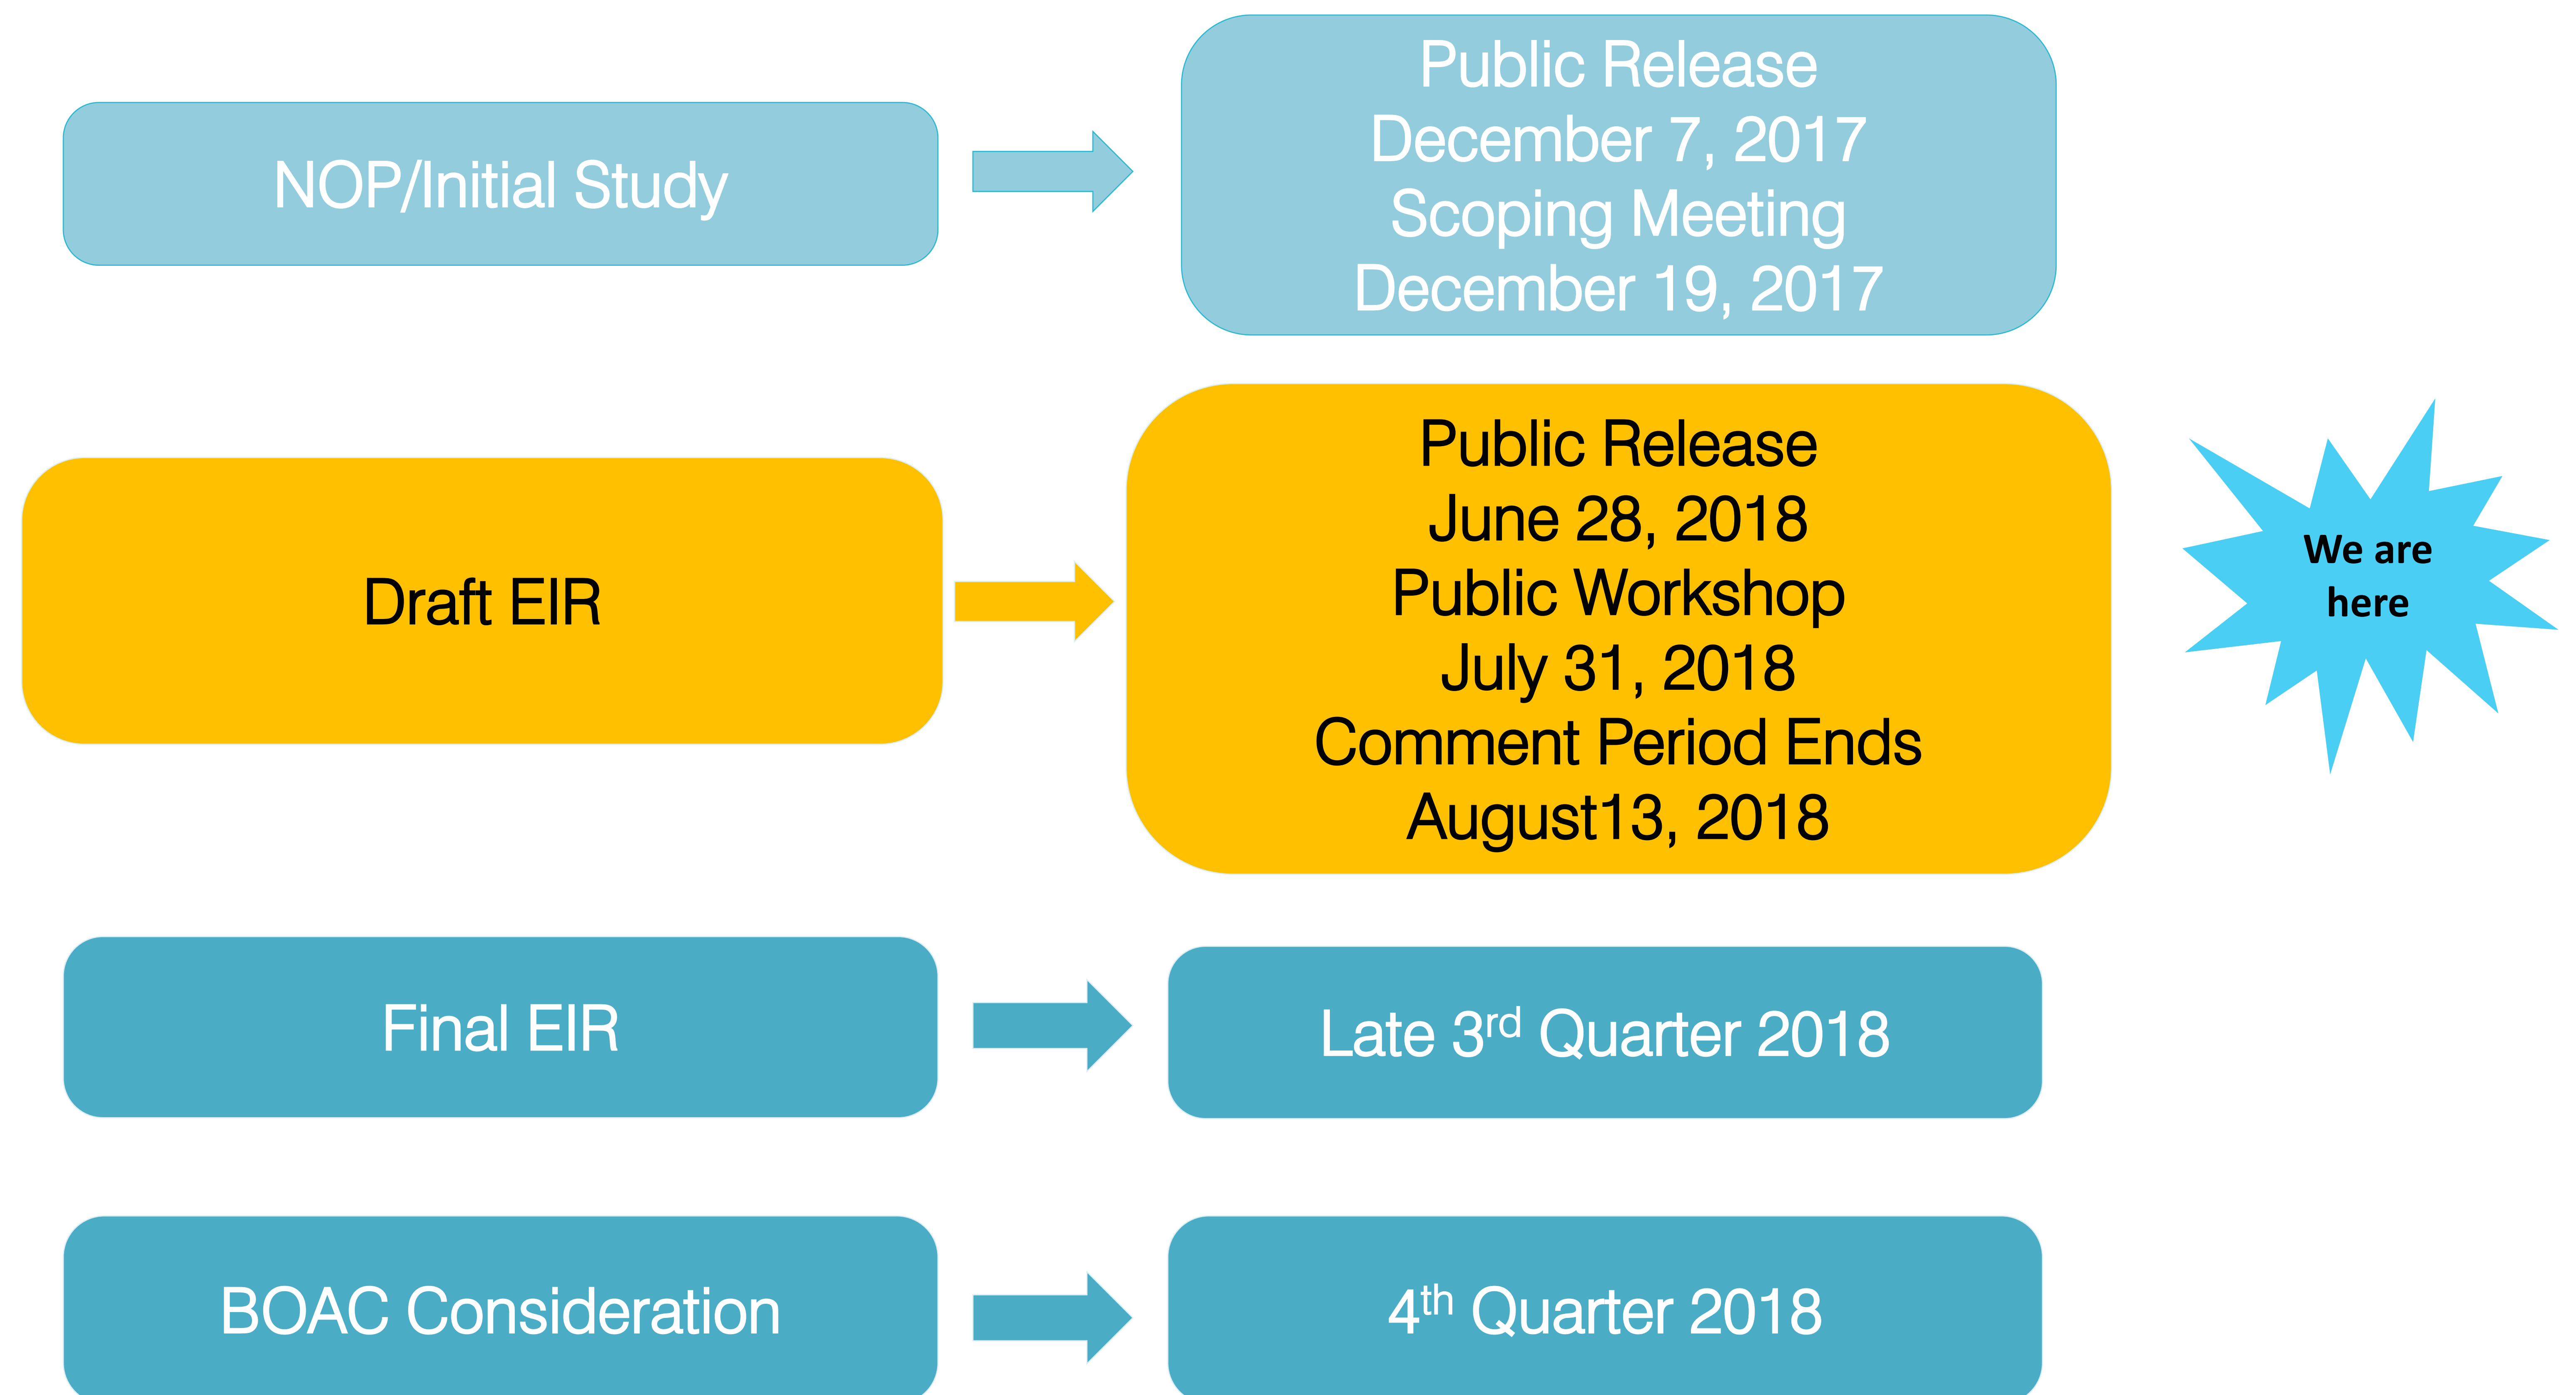 NOP/Initial Study
Public Release
December 7, 2017
Scoping Meeting
December 19, 2017
Draft EIR
Public Release
June 28, 2018
Public Workshop
July 31, 2018
Comment Period Ends
August13, 2018
We are
here
Final EIR
Late 3rd Quarter 2018
BOAC Consideration
4th Quarter 2018